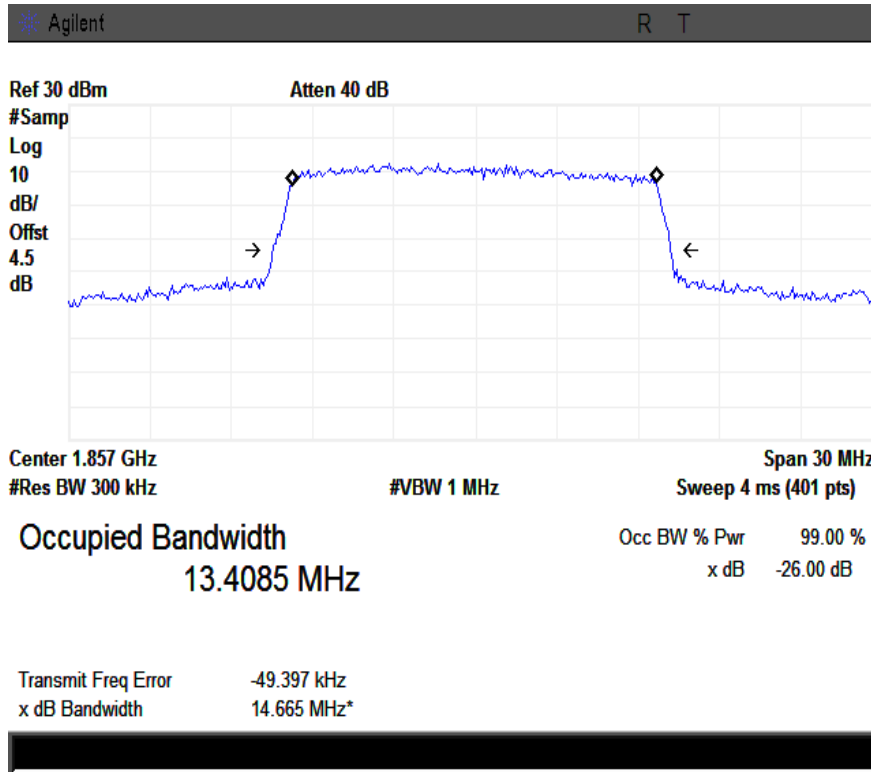 Agilent R T
Ref 30 dBm Atten 40 dB
#Samp
Log
10
dB/
Offst
4.5
dB
Center 1.857 GHz Span 30 MHz
#Res BW 300 kHz #VBW 1 MHz Sweep 4 ms (401 pts)
Occupied Bandwidth Occ BW % Pwr 99.00 %
13.4085 MHz x dB -26.00 dB
Transmit Freq Error -49.397 kHz
x dB Bandwidth 14.665 MHz*